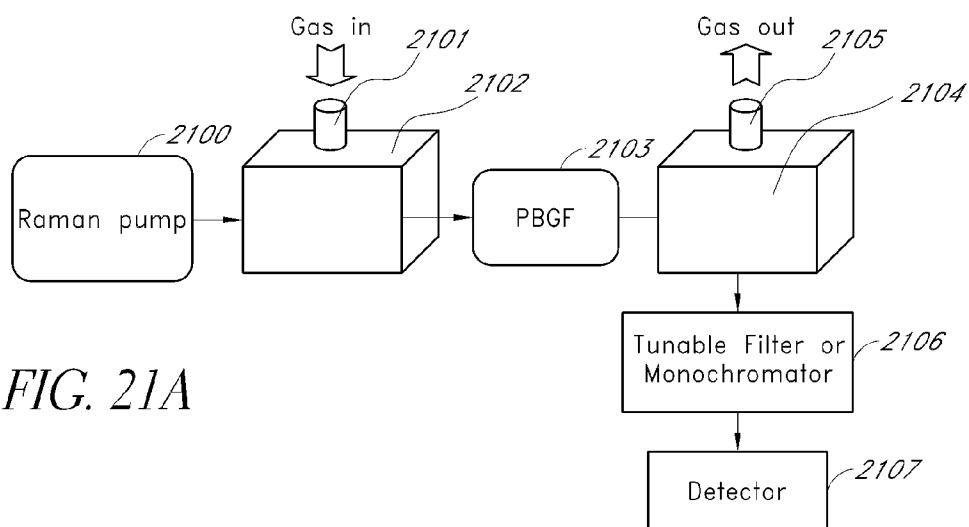 Gas in
2101
2102
Gas out
2105
2104
2100
Raman pump
2103
PBGF
Tunable Filter or
Monochromator
2106
FIG. 21A
Detector
2107